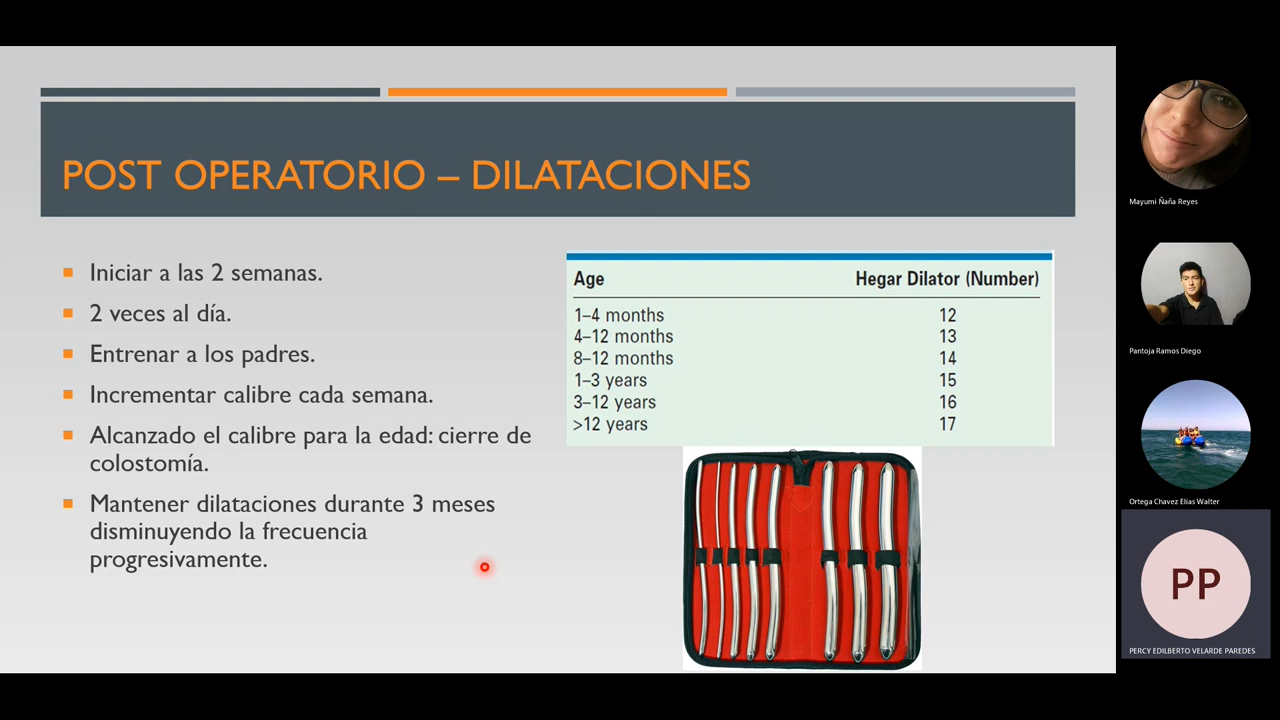 POST OPERATORIO – DILATACIONES
Iniciar a las 2 semanas.
2 veces al día.
Entrenar a los padres.
Incrementar calibre cada semana.
Alcanzado el calibre para la edad: cierre de
colostomía.
Mantener dilataciones durante 3 meses
disminuyendo la frecuencia
progresivamente.
Age Hegar Dilator (Number)
1–4 months 12
4–12 months 13
8–12 months 14
1–3 years 15
3–12 years 16
>12 years 17
Mayumi Ñaña Reyes
Pantoja Ramos Diego
Ortega Chavez Elias Walter
PP
PERCY EDILBERTO VELARDE PAREDES